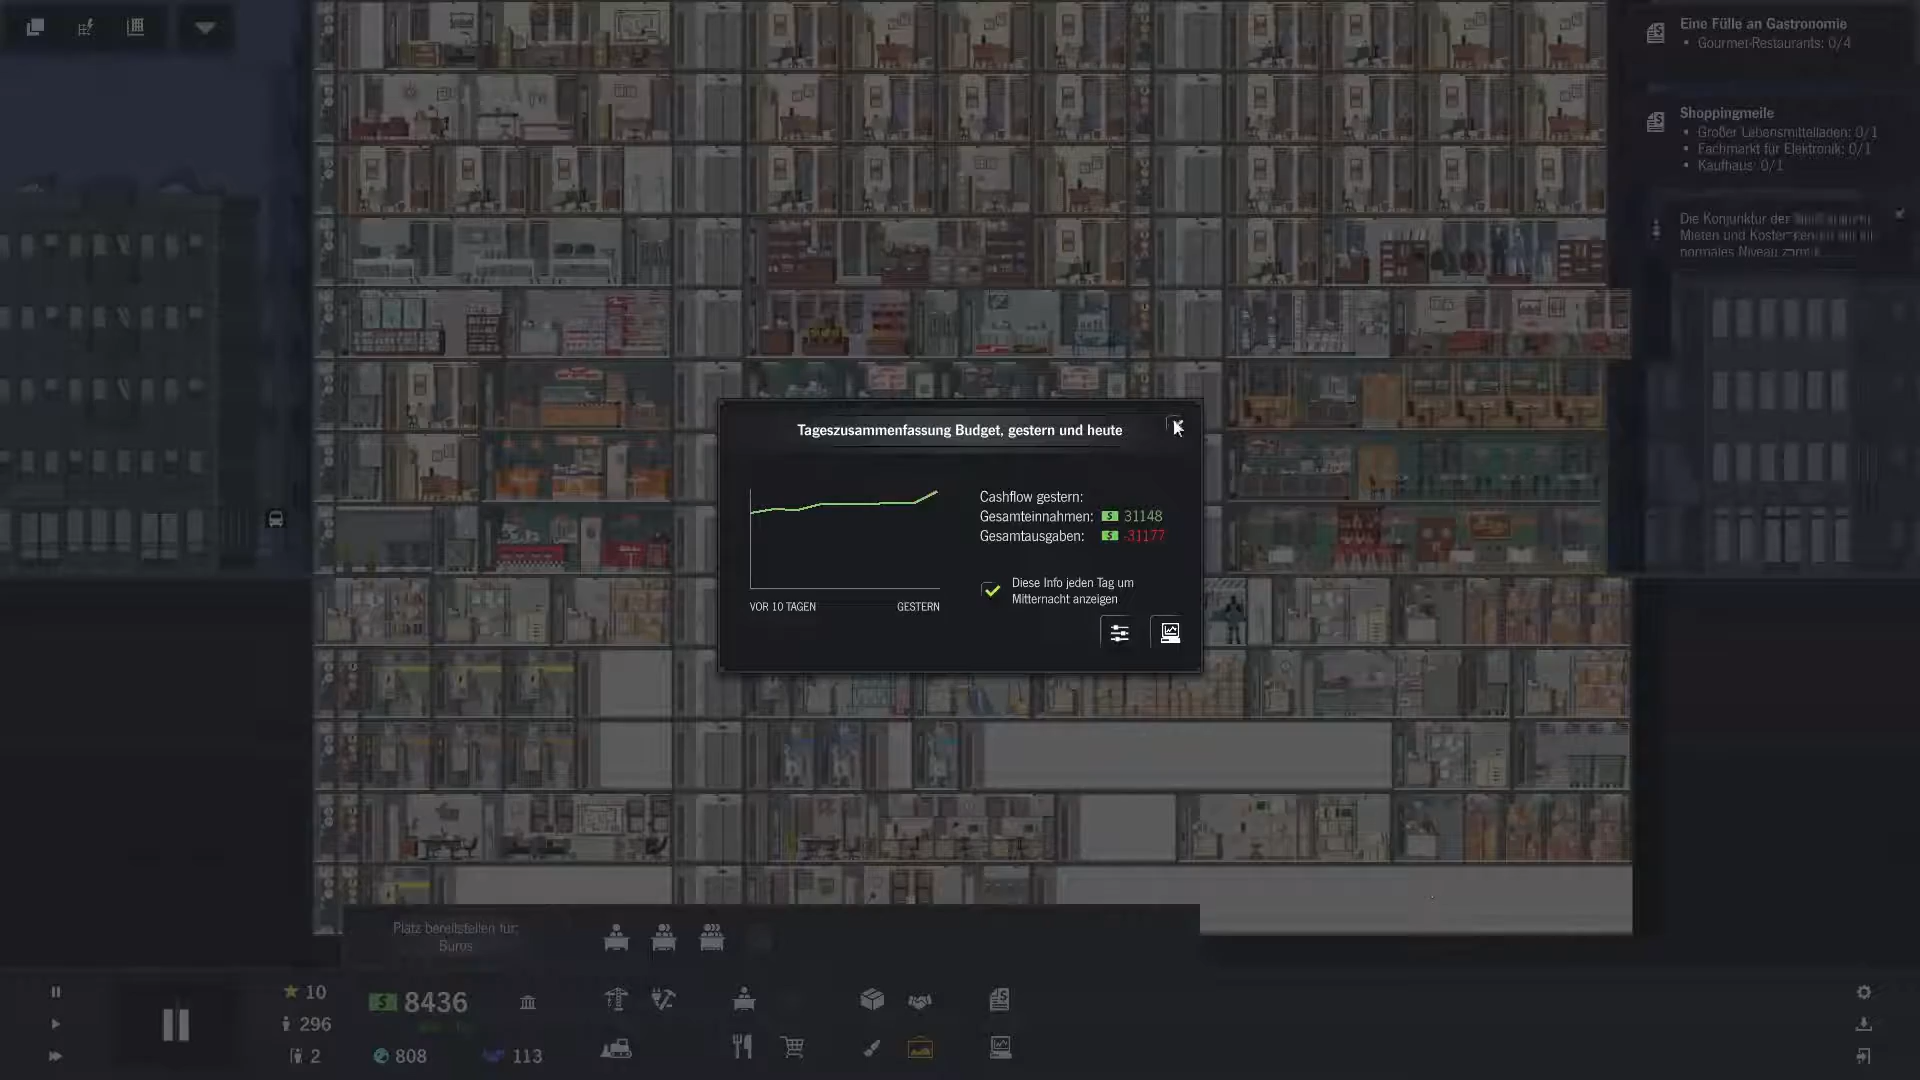 Eine Fülle an Gastronomie
• Gourmet-Restaurants: 0/4
Shoppingmeile
• Großer Lebensmittelladen: 0/1
• Fachmarkt für Elektronik: 0/1
• Kaufhaus: 0/1
Die Konjunktur der
Mieten und Kosten
normales Niveau
Tageszusammenfassung Budget, gestern und heute
Cashflow gestern:
Gesamteinnahmen: $ 31148
Gesamtausgaben: $ -31177
Diese Info jeden Tag um
Mitternacht anzeigen
VOR 10 TAGEN GESTERN
Platz bereitstellen für:
Büros
10
$ 8436
296
2
808
113